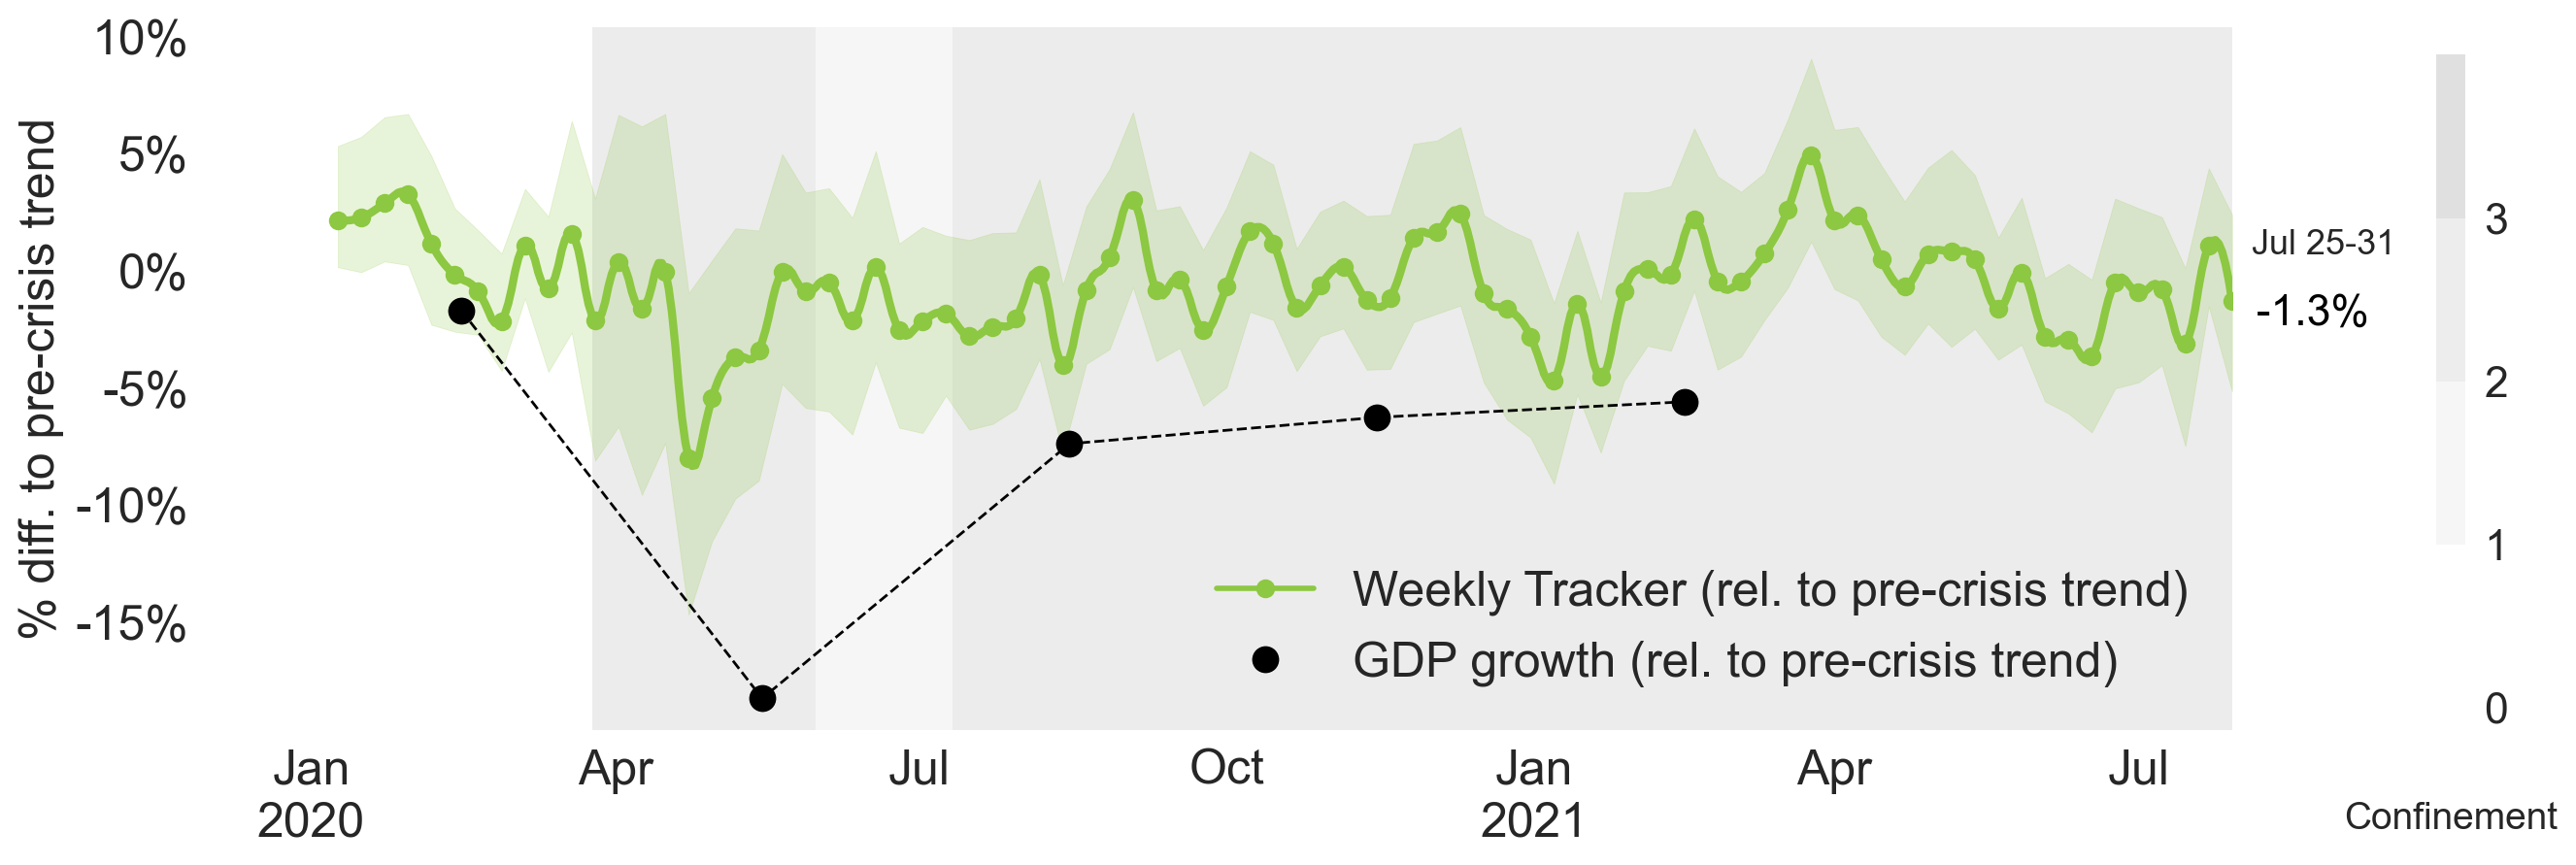 % diff. to pre-crisis trend
10%
5%
0%
-5%
-10%
-15%
Jan
2020
Apr
Jul
Oct
Jan
2021
Apr
Jul
Weekly Tracker (rel. to pre-crisis trend)
GDP growth (rel. to pre-crisis trend)
Jul 25-31
-1.3%
3
2
1
0
Confinement